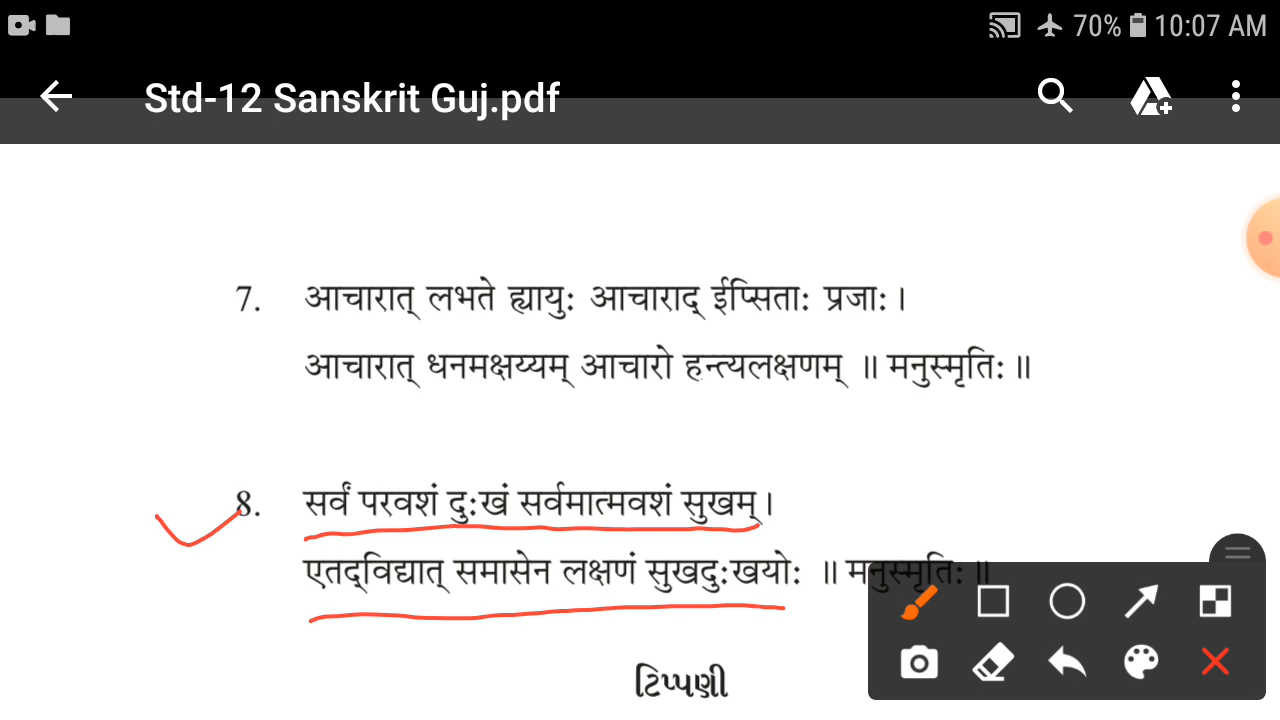 70% 10:07 AM
Std-12 Sanskrit Guj.pdf
7. आचारात् लभते ह्यायुः आचाराद् ईप्सिताः प्रजाः ।
आचारात् धनमक्षय्यम् आचारो हन्त्यलक्षणम् ॥ मनुस्मृतिः ॥
8. सर्वं परवशं दुःखं सर्वमात्मवशं सुखम् ।
एतद्विद्यात् समासेन लक्षणं सुखदुःखयोः ॥ मनुस्मृतिः ॥
ટિપ્પણી